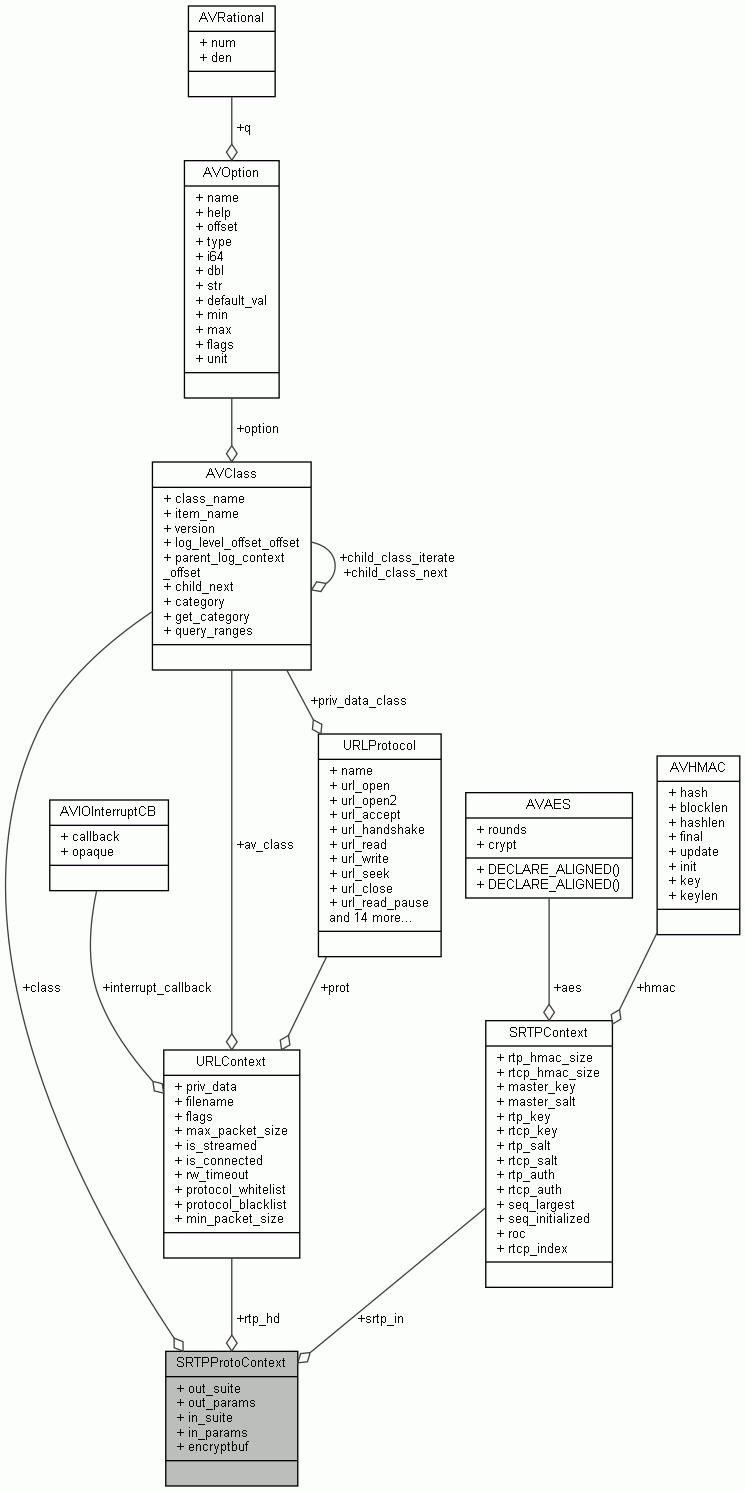 AVRational
+ num
+ den
+q
AVOption
+ name
+ help
+ offset
+ type
+ i64
+ dbl
+ str
+ default_val
+ min
+ max
+ flags
+ unit
+option
AVClass
+ class_name
+ item_name
+ version
+ log_level_offset_offset
+ parent_log_context
_offset
+ child_next
+ category
+ get_category
+ query_ranges
+child_class_iterate
+child_class_next
+priv_data_class
URLProtocol
+ name
+ url_open
+ url_open2
+ url_accept
+ url_handshake
+ url_read
+ url_write
+ url_seek
+ url_close
+ url_read_pause
and 14 more...
AVHMAC
+ hash
+ blocklen
+ hashlen
+ final
+ update
+ init
+ key
+ keylen
AVAES
+ rounds
+ crypt
+ DECLARE_ALIGNED()
+ DECLARE_ALIGNED()
AVIOInterruptCB
+ callback
+ opaque
+av_class
+class
+interrupt_callback
+prot
+aes
+hmac
URLContext
+ priv_data
+ filename
+ flags
+ max_packet_size
+ is_streamed
+ is_connected
+ rw_timeout
+ protocol_whitelist
+ protocol_blacklist
+ min_packet_size
SRTPContext
+ rtp_hmac_size
+ rtcp_hmac_size
+ master_key
+ master_salt
+ rtp_key
+ rtcp_key
+ rtp_salt
+ rtcp_salt
+ rtp_auth
+ rtcp_auth
+ seq_largest
+ seq_initialized
+ roc
+ rtcp_index
+rtp_hd
+srtp_in
SRTPProtoContext
+ out_suite
+ out_params
+ in_suite
+ in_params
+ encryptbuf